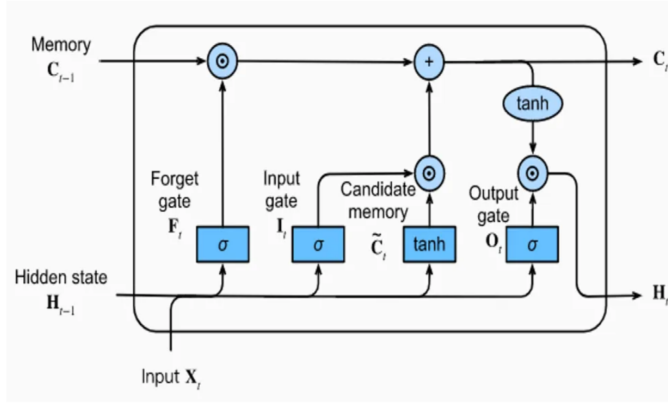 Memory
C_{t-1}
⊙
+
C_t
tanh
⊙
⊙
Forget
gate
F_t
Input
gate
I_t
Candidate
memory
C̃_t
Output
gate
O_t
σ
σ
tanh
σ
Hidden state
H_{t-1}
H_t
Input X_t